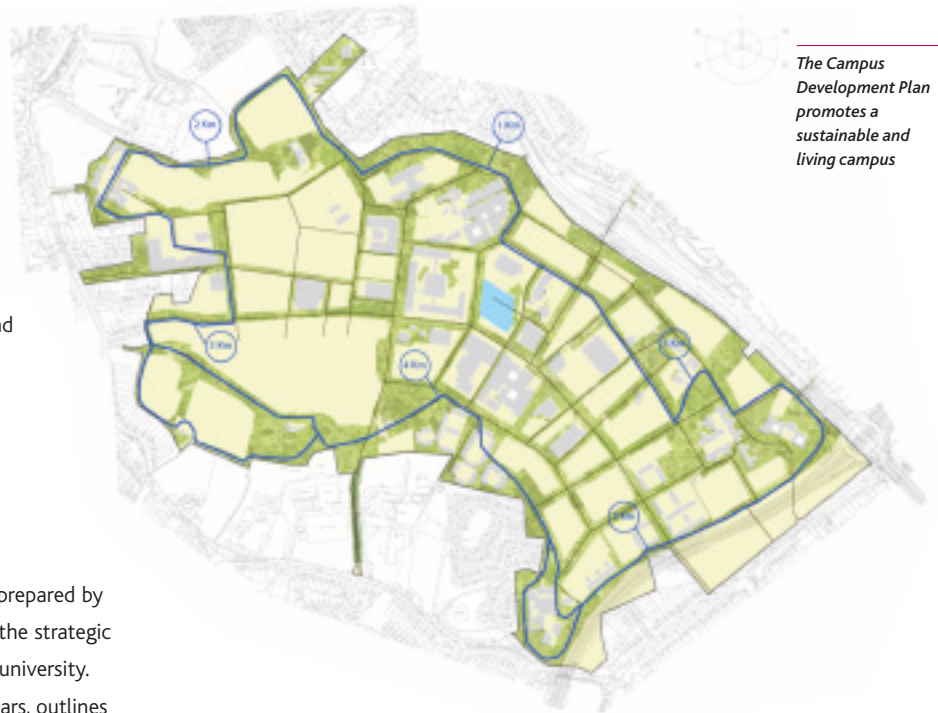 The Campus
Development Plan
promotes a
sustainable and
living campus
2 Km
1 Km
3 Km
4 Km
prepared by
the strategic
university.
outlines